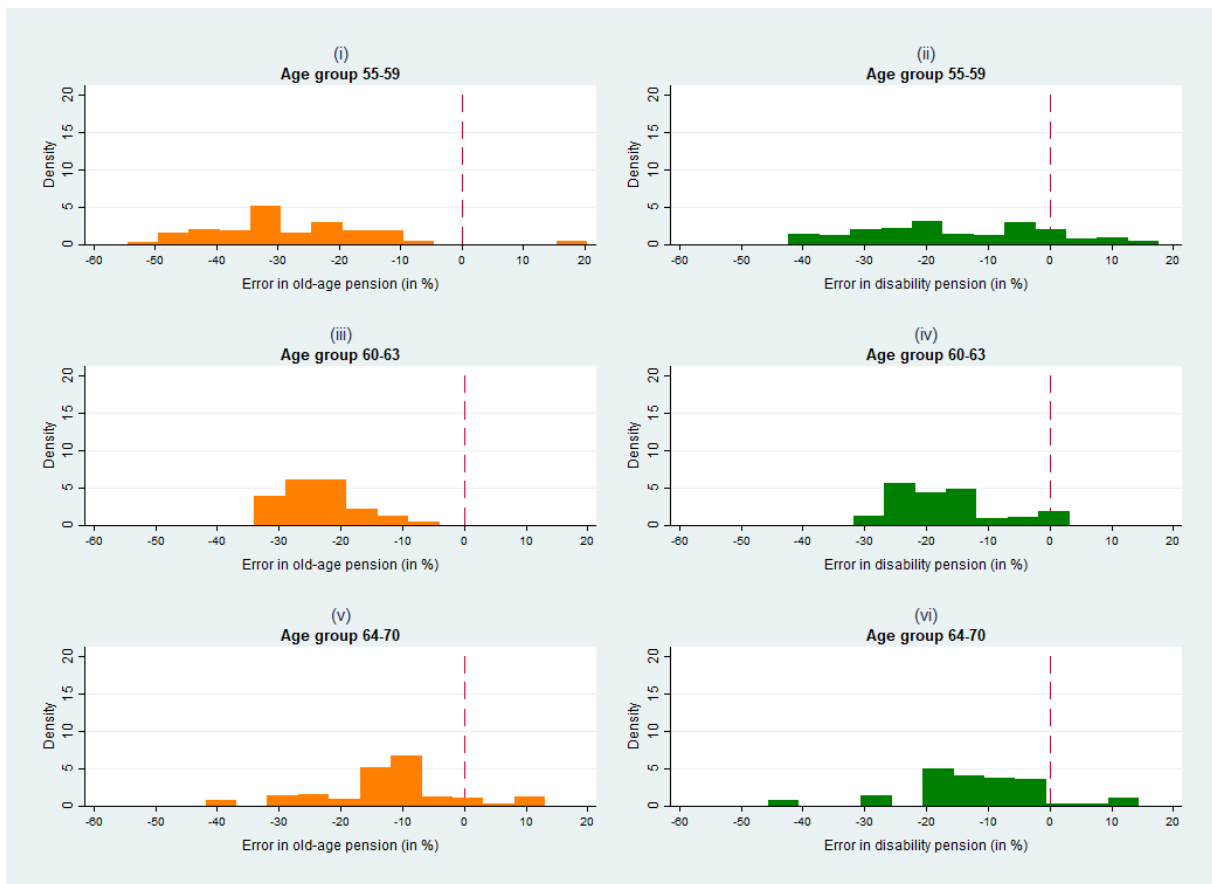 (i)
Age group 55-59
20
15
10
5
0
Density
-60 -50 -40 -30 -20 -10 0 10 20
Error in old-age pension (in %)
(ii)
Age group 55-59
20
15
10
5
0
Density
-60 -50 -40 -30 -20 -10 0 10 20
Error in disability pension (in %)
(iii)
Age group 60-63
20
15
10
5
0
Density
-60 -50 -40 -30 -20 -10 0 10 20
Error in old-age pension (in %)
(iv)
Age group 60-63
20
15
10
5
0
Density
-60 -50 -40 -30 -20 -10 0 10 20
Error in disability pension (in %)
(v)
Age group 64-70
20
15
10
5
0
Density
-60 -50 -40 -30 -20 -10 0 10 20
Error in old-age pension (in %)
(vi)
Age group 64-70
20
15
10
5
0
Density
-60 -50 -40 -30 -20 -10 0 10 20
Error in disability pension (in %)